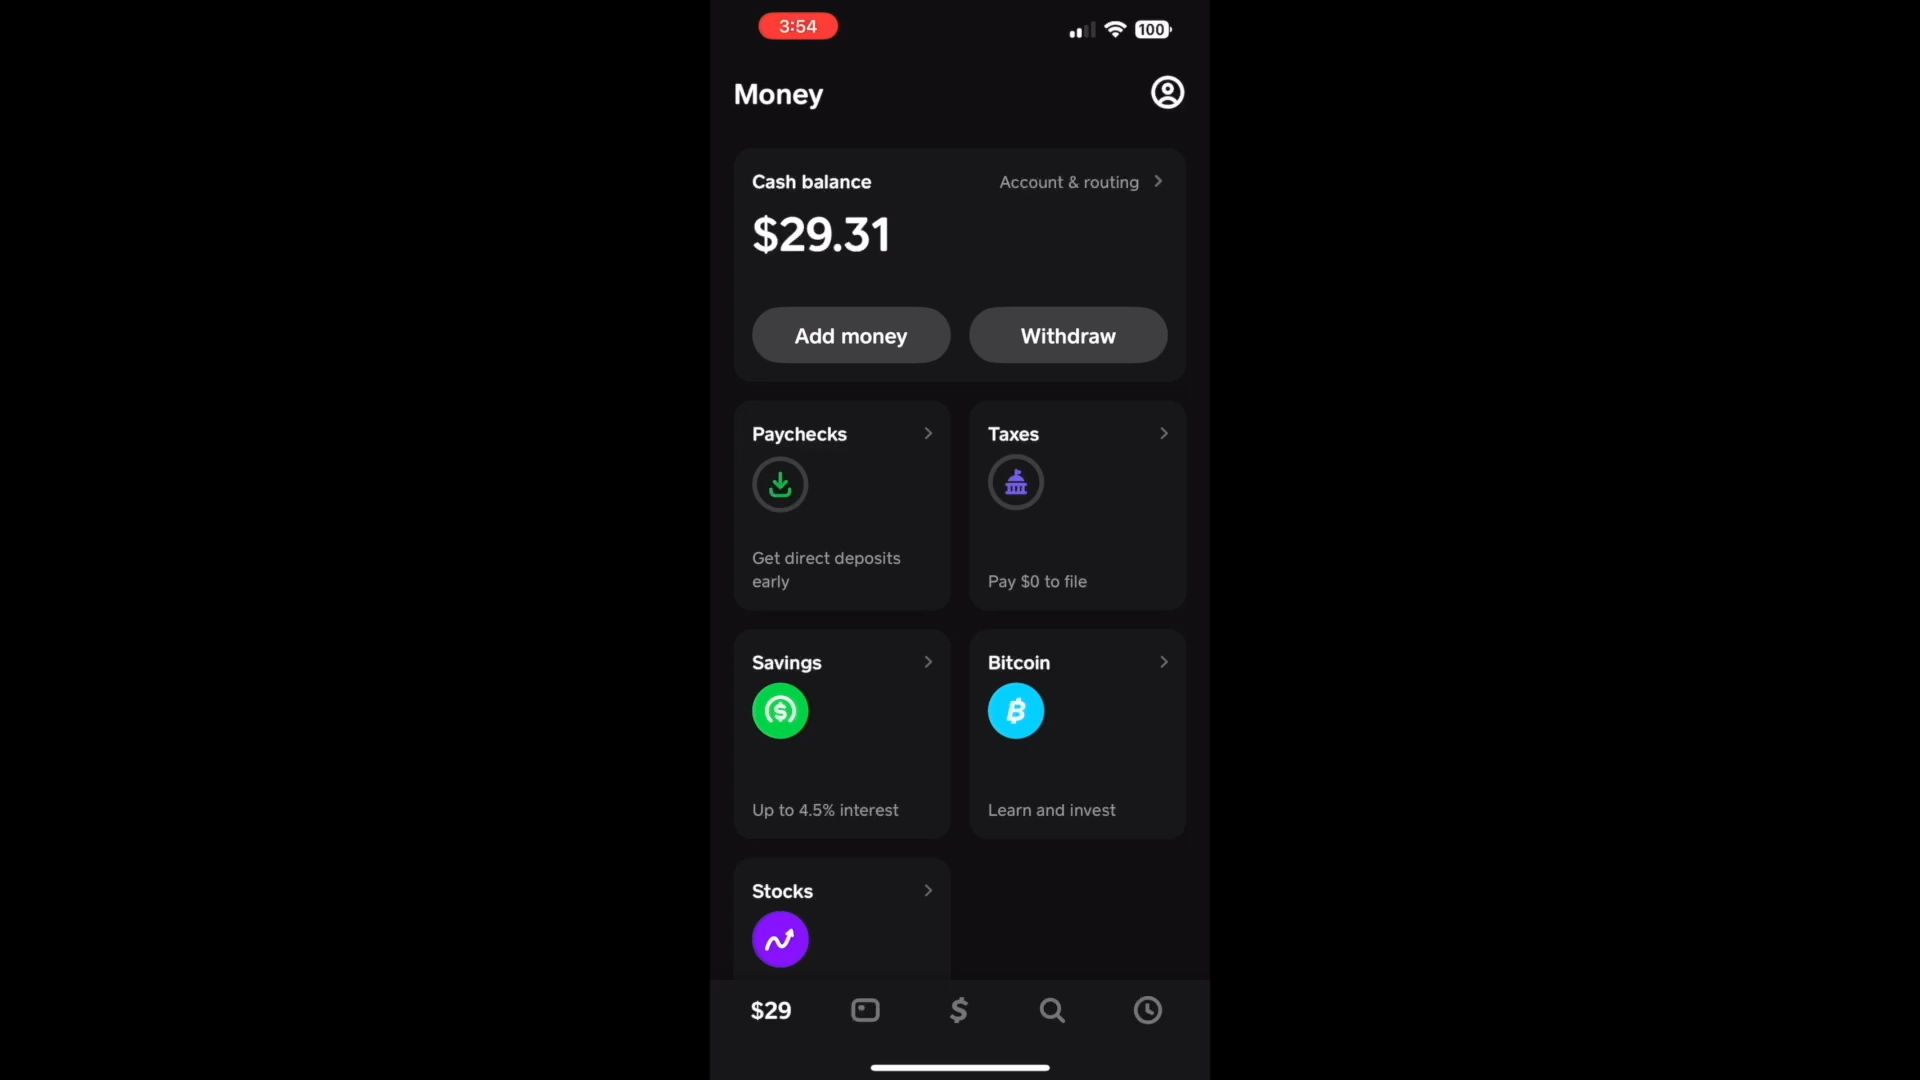 3:54
100
Money
Cash balance
Account & routing
$29.31
Add money
Withdraw
Paychecks
Taxes
Get direct deposits
early
Pay $0 to file
Savings
Bitcoin
Up to 4.5% interest
Learn and invest
Stocks
$29